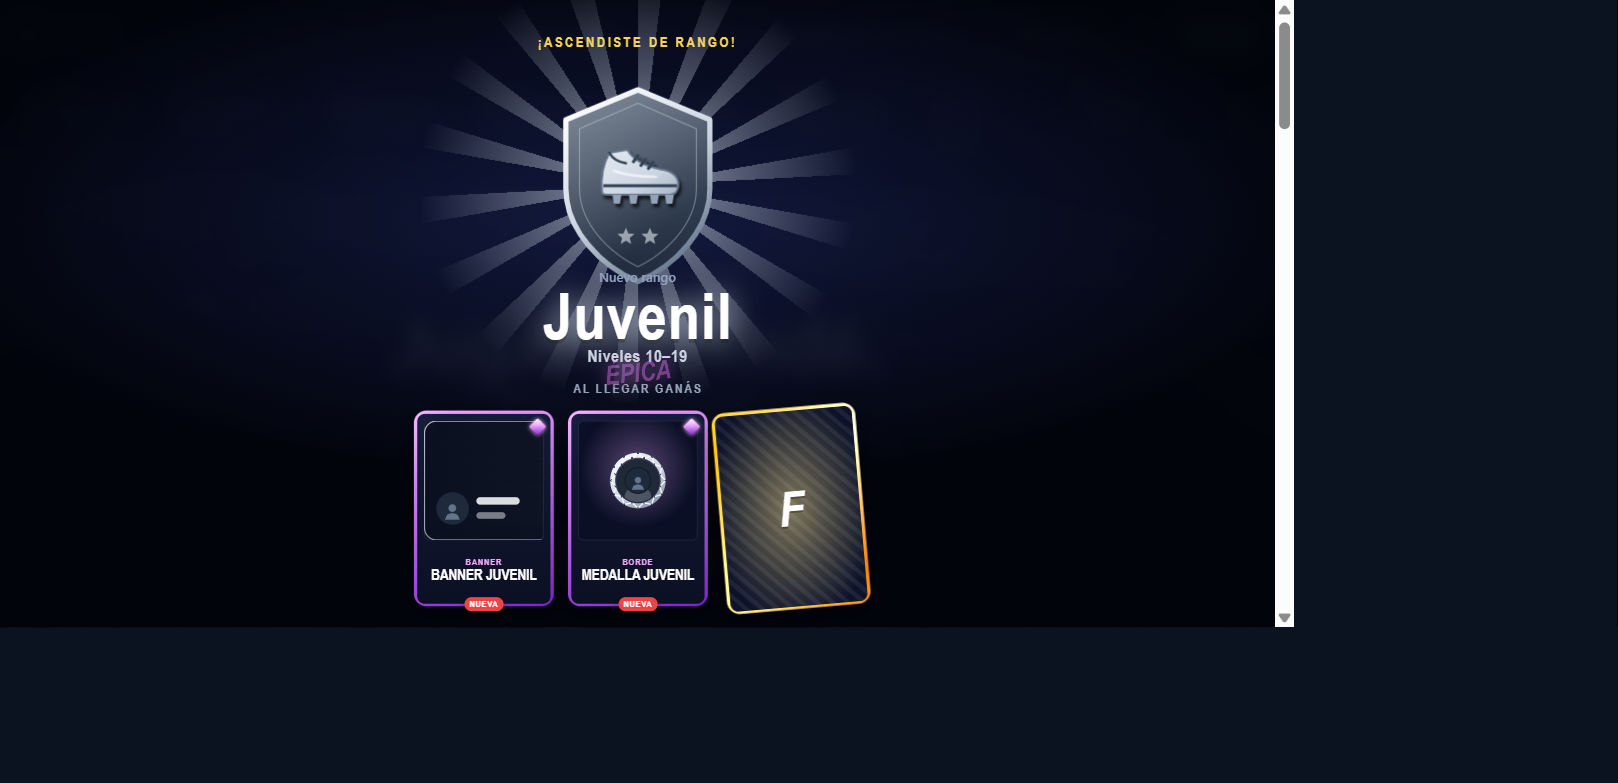 ¡ASCENDISTE DE RANGO!
Nuevo rango
Juvenil
Niveles 10–19
ÉPICA
AL LLEGAR GANÁS
BANNER
BANNER JUVENIL
NUEVA
BORDE
MEDALLA JUVENIL
NUEVA
F